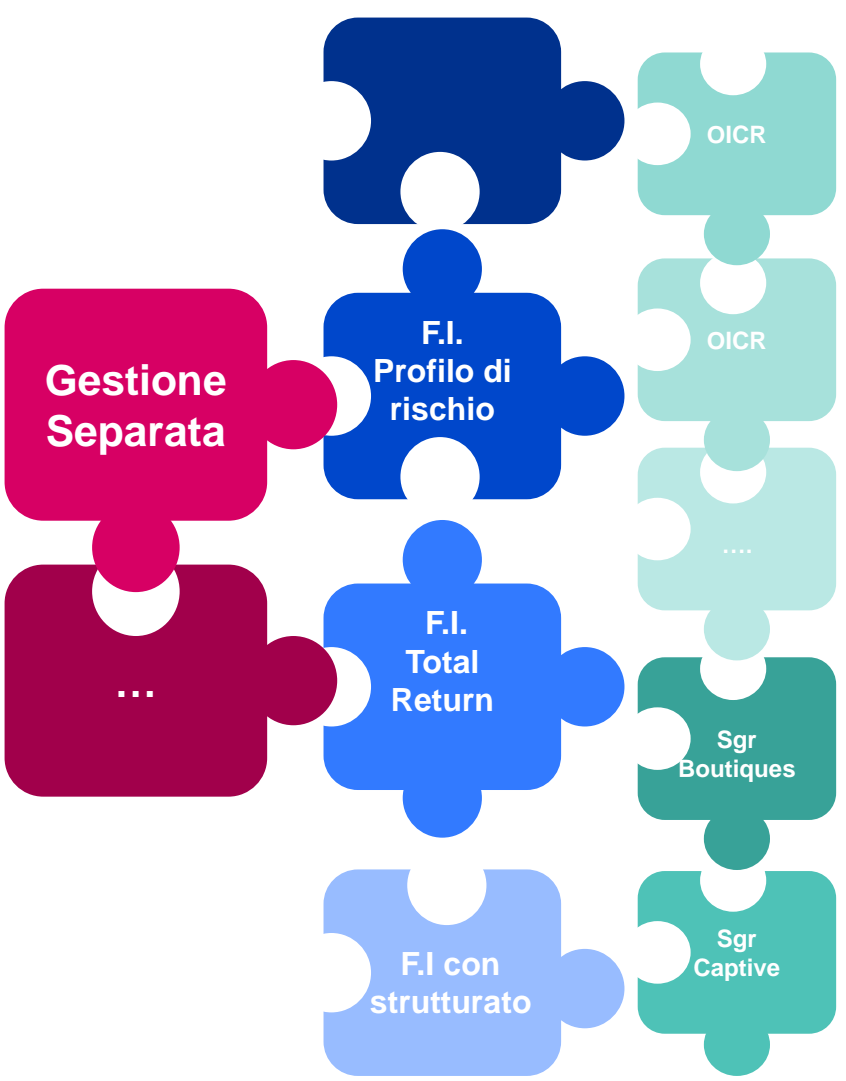 Gestione
Separata
…
F.I.
Profilo di
rischio
F.I.
Total
Return
F.I con
strutturato
OICR
OICR
….
Sgr
Boutiques
Sgr
Captive